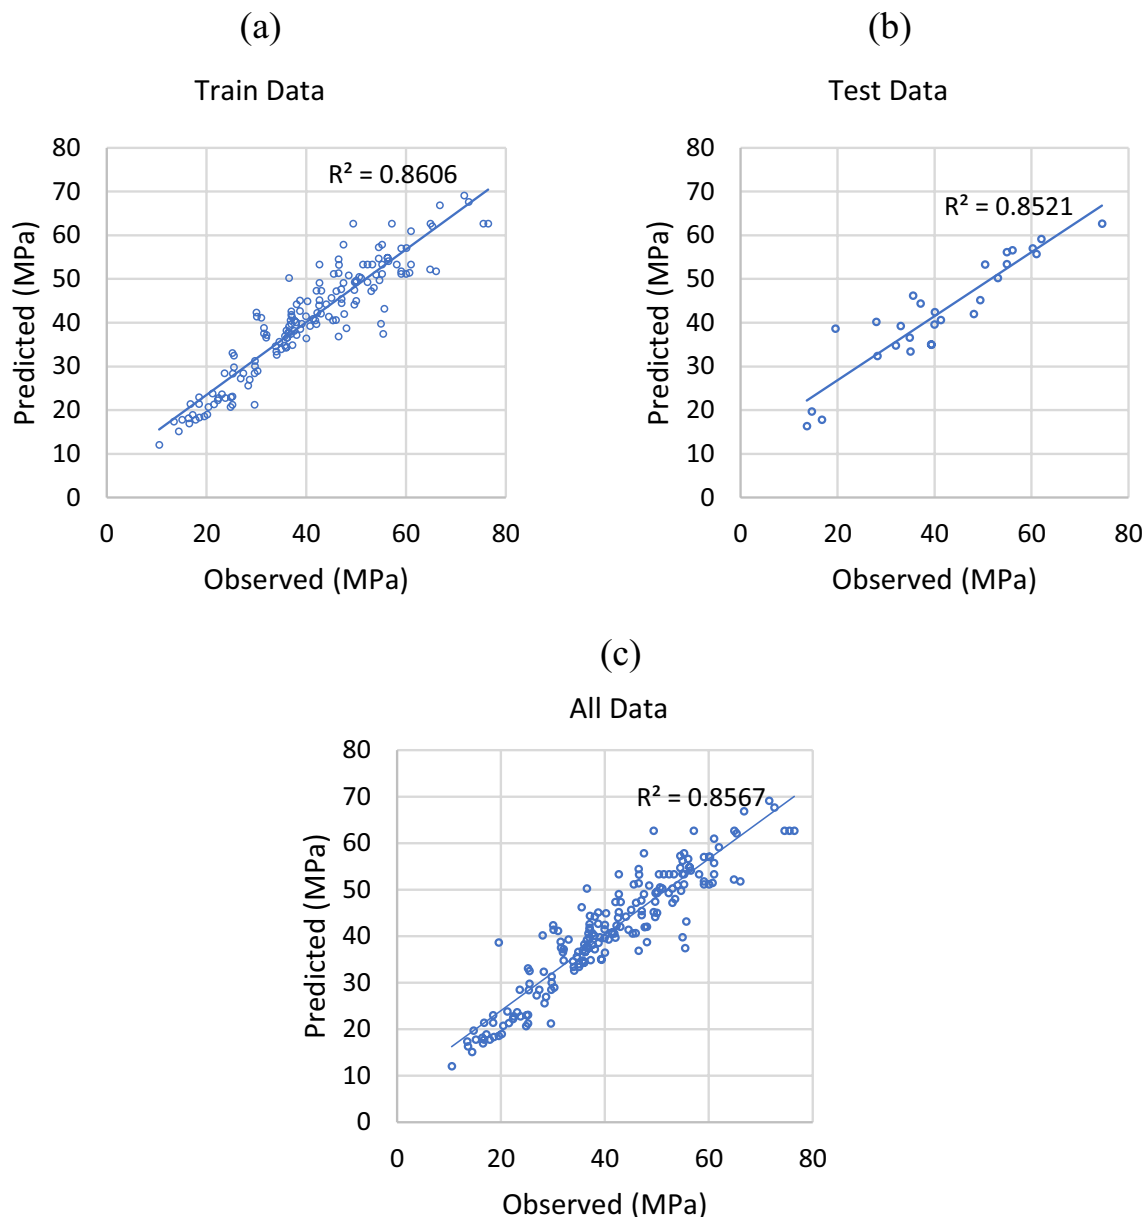 (a)
Train Data
R² = 0.8606
80
70
60
50
40
30
20
10
0
0 20 40 60 80
Predicted (MPa)
Observed (MPa)
(b)
Test Data
R² = 0.8521
80
70
60
50
40
30
20
10
0
0 20 40 60 80
Predicted (MPa)
Observed (MPa)
(c)
All Data
R² = 0.8567
80
70
60
50
40
30
20
10
0
0 20 40 60 80
Predicted (MPa)
Observed (MPa)